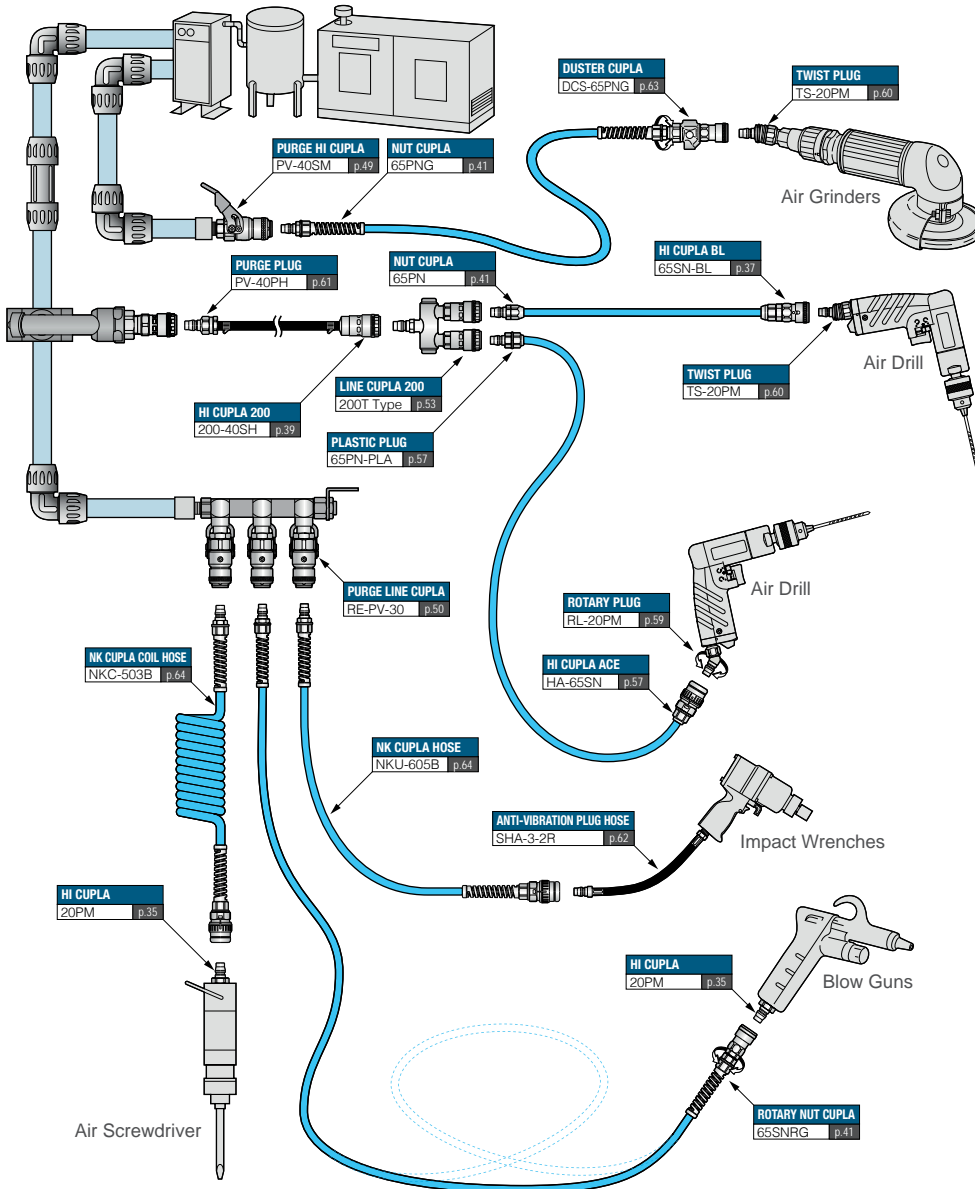 DUSTER CUPLA
DCS-65PNG p.63
TWIST PLUG
TS-20PM p.60
Air Grinders
PURGE HI CUPLA
PV-40SM p.49
NUT CUPLA
65PNG p.41
PURGE PLUG
PV-40PH p.61
NUT CUPLA
65PN p.41
HI CUPLA BL
65SN-BL p.37
Air Drill
TWIST PLUG
TS-20PM p.60
LINE CUPLA 200
200T Type p.53
HI CUPLA 200
200-40SH p.39
PLASTIC PLUG
65PN-PLA p.57
Air Drill
PURGE LINE CUPLA
RE-PV-30 p.50
ROTARY PLUG
RL-20PM p.59
HI CUPLA ACE
HA-65SN p.57
NK CUPLA COIL HOSE
NKC-503B p.64
NK CUPLA HOSE
NKU-605B p.64
ANTI-VIBRATION PLUG HOSE
SHA-3-2R p.62
Impact Wrenches
HI CUPLA
20PM p.35
HI CUPLA
20PM p.35
Blow Guns
ROTARY NUT CUPLA
65SNRG p.41
Air Screwdriver